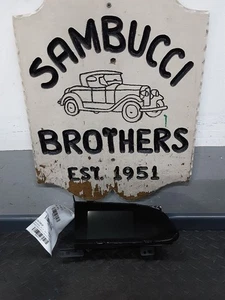 SAMBUCCI
BROTHERS
EST. 1951